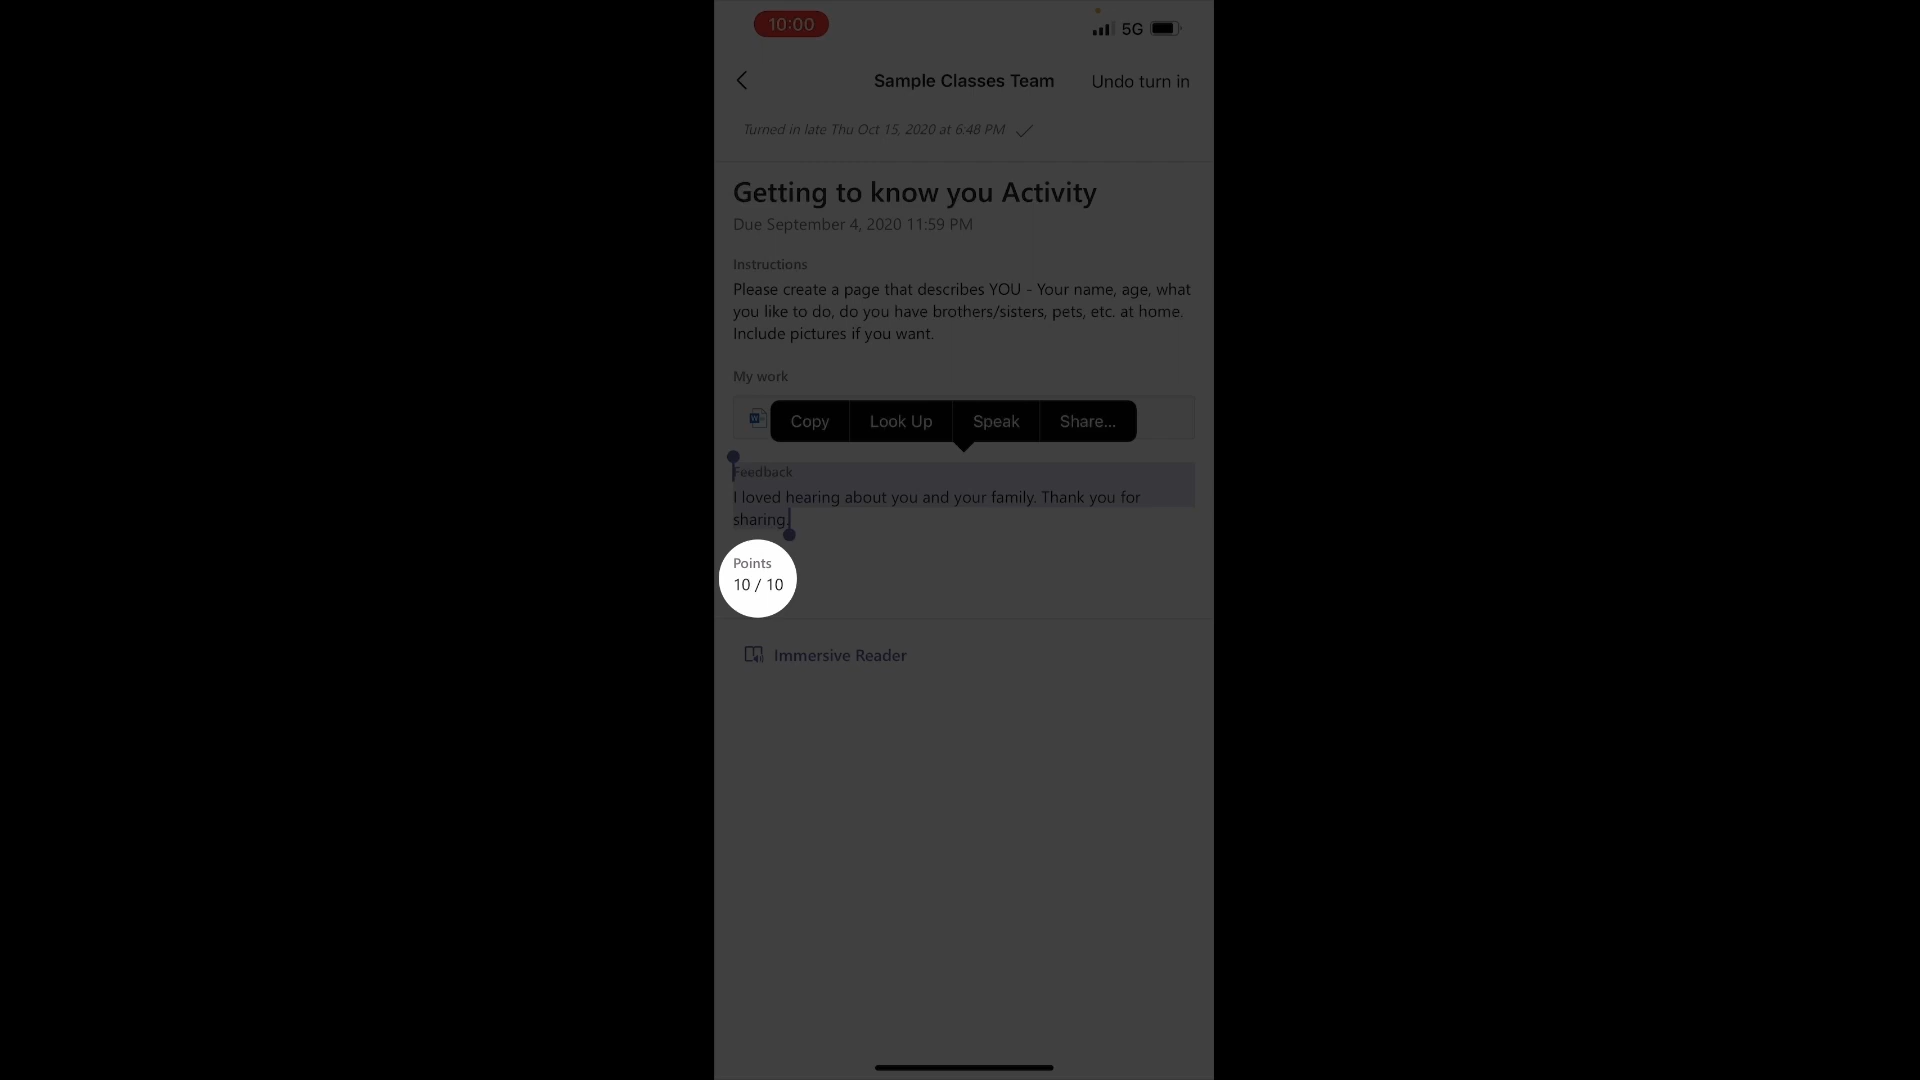 10:00
5G
Sample Classes Team
Undo turn in
Turned in late Thu Oct 15, 2020 at 6:48 PM
Getting to know you Activity
Due September 4, 2020 11:59 PM
Instructions
Please create a page that describes YOU - Your name, age, what
you like to do, do you have brothers/sisters, pets, etc. at home.
Include pictures if you want.
My work
W
Copy
Look Up
Speak
Share...
Feedback
I loved hearing about you and your family. Thank you for
sharing.
Points
10 / 10
Immersive Reader